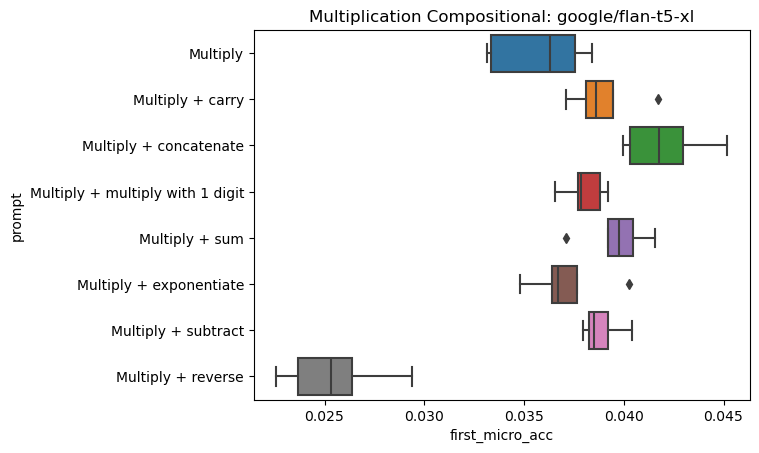 Multiplication Compositional: google/flan-t5-xl
Multiply
Multiply + carry
Multiply + concatenate
Multiply + multiply with 1 digit
Multiply + sum
Multiply + exponentiate
Multiply + subtract
Multiply + reverse
prompt
0.025 0.030 0.035 0.040 0.045
first_micro_acc